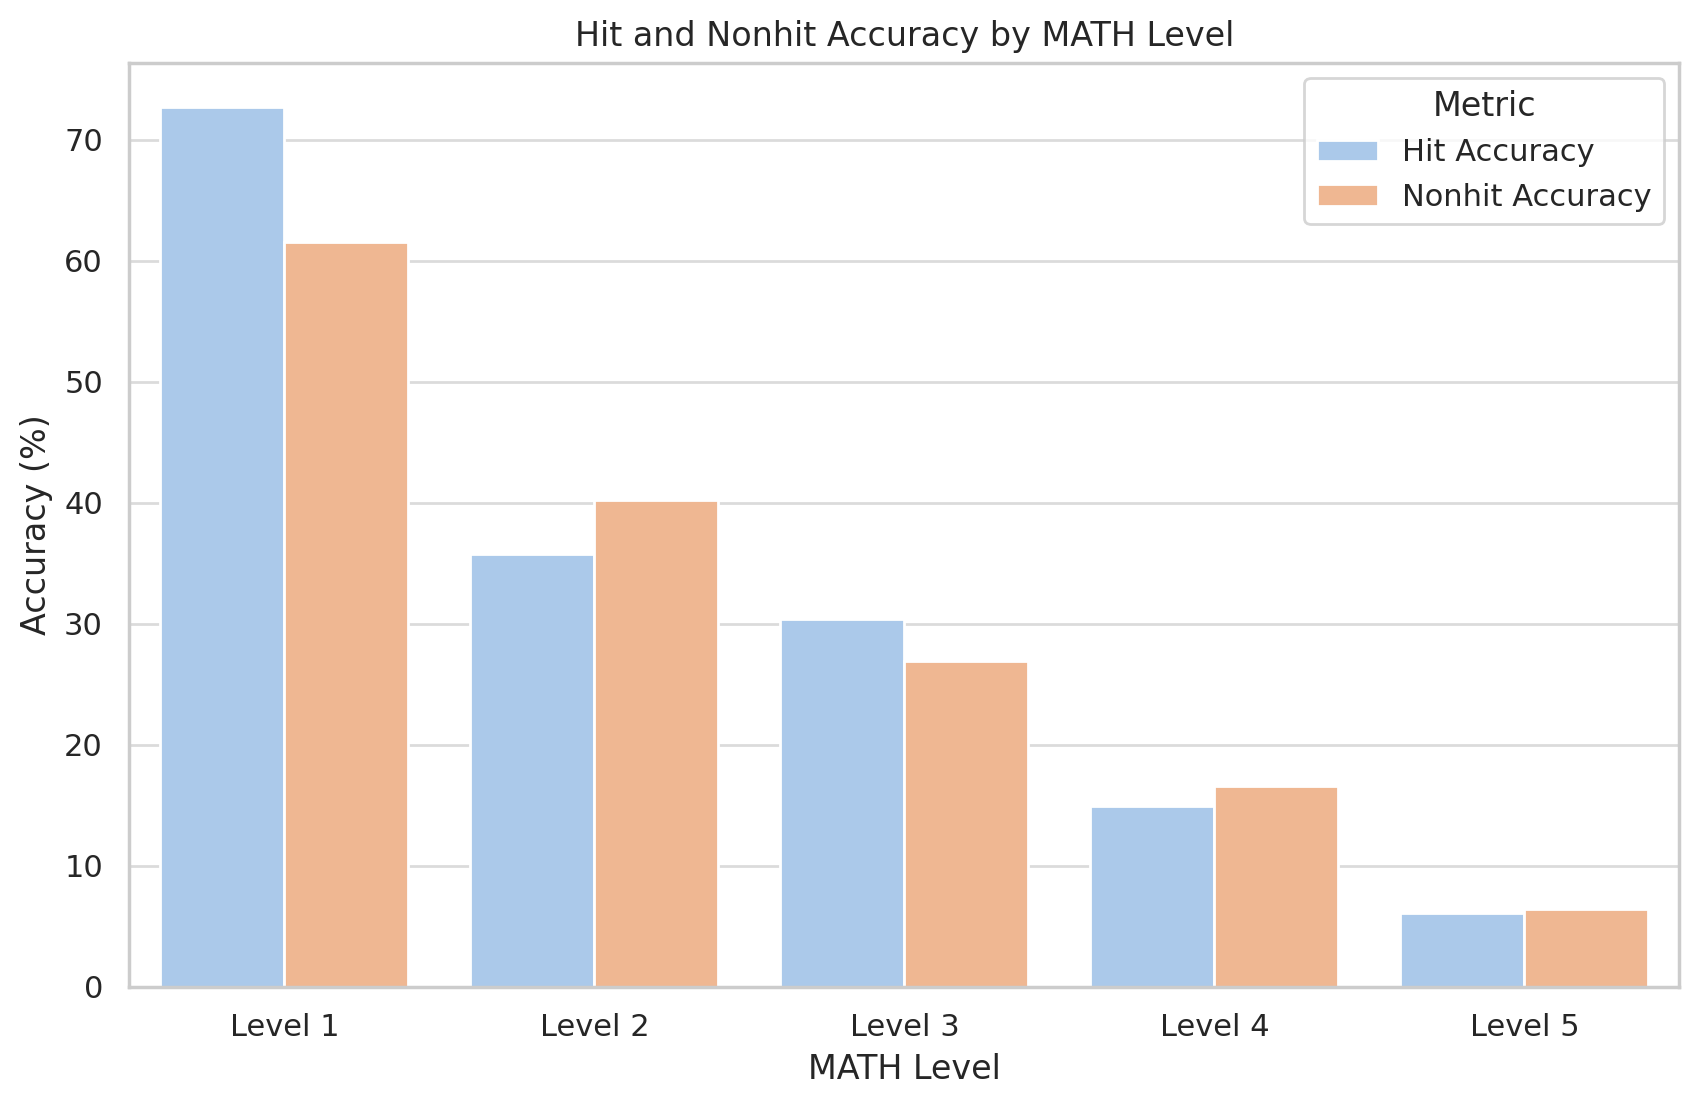 Hit and Nonhit Accuracy by MATH Level
Metric
Hit Accuracy
Nonhit Accuracy
Accuracy (%)
70
60
50
40
30
20
10
0
Level 1 Level 2 Level 3 Level 4 Level 5
MATH Level